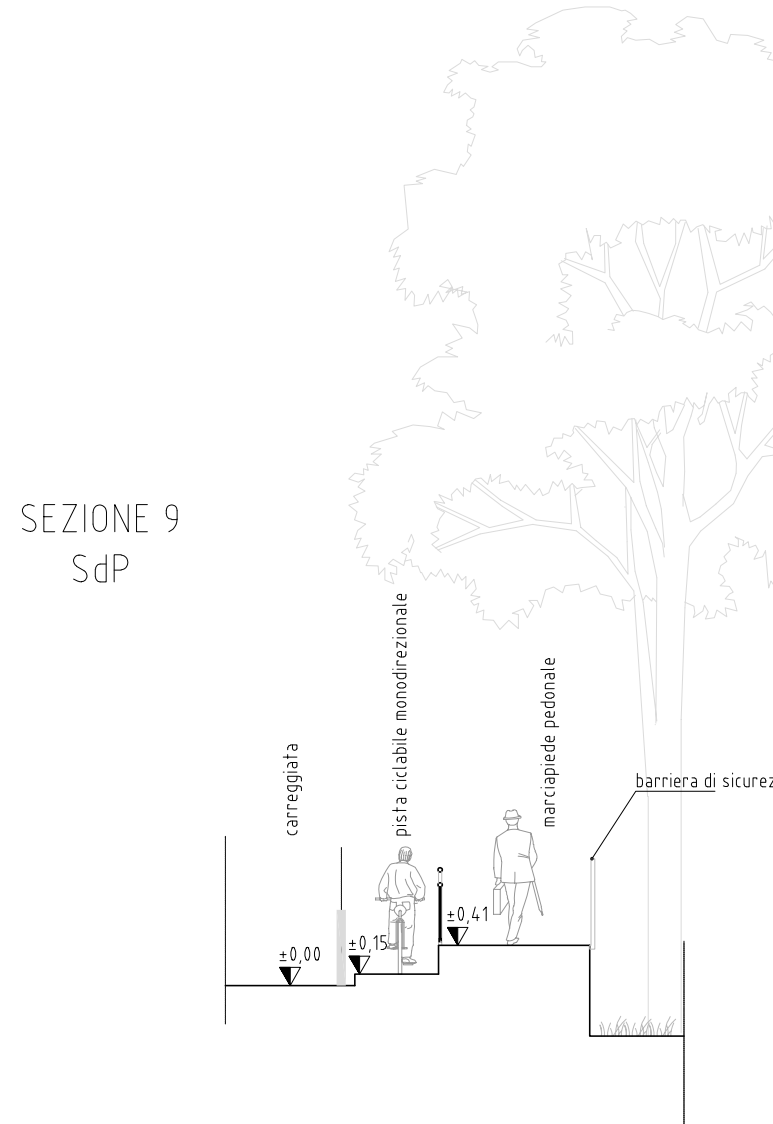 SEZIONE 9
SdP
carreggiata
pista ciclabile monodirezionale
marciapiede pedonale
barriera di sicurez
±0,00
±0,15
±0,41